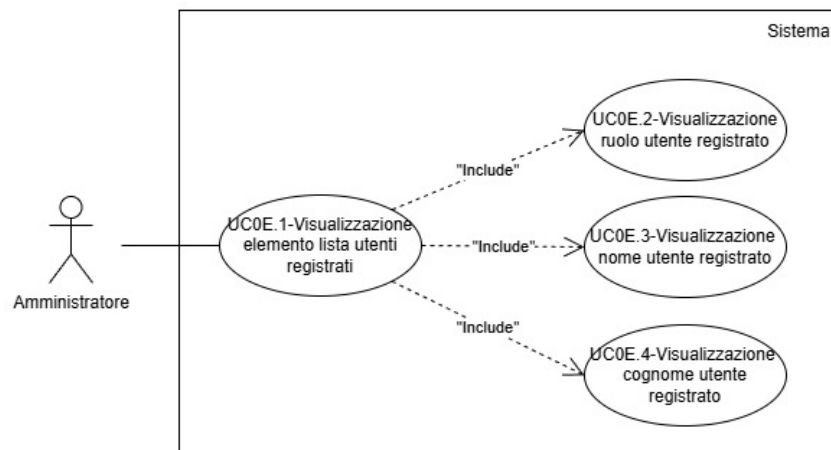 Sistema
UC0E.2-Visualizzazione
ruolo utente registrato
"Include"
UC0E.1-Visualizzazione
elemento lista utenti
registrati
"Include"
UC0E.3-Visualizzazione
nome utente registrato
Amministratore
"Include"
UC0E.4-Visualizzazione
cognome utente
registrato